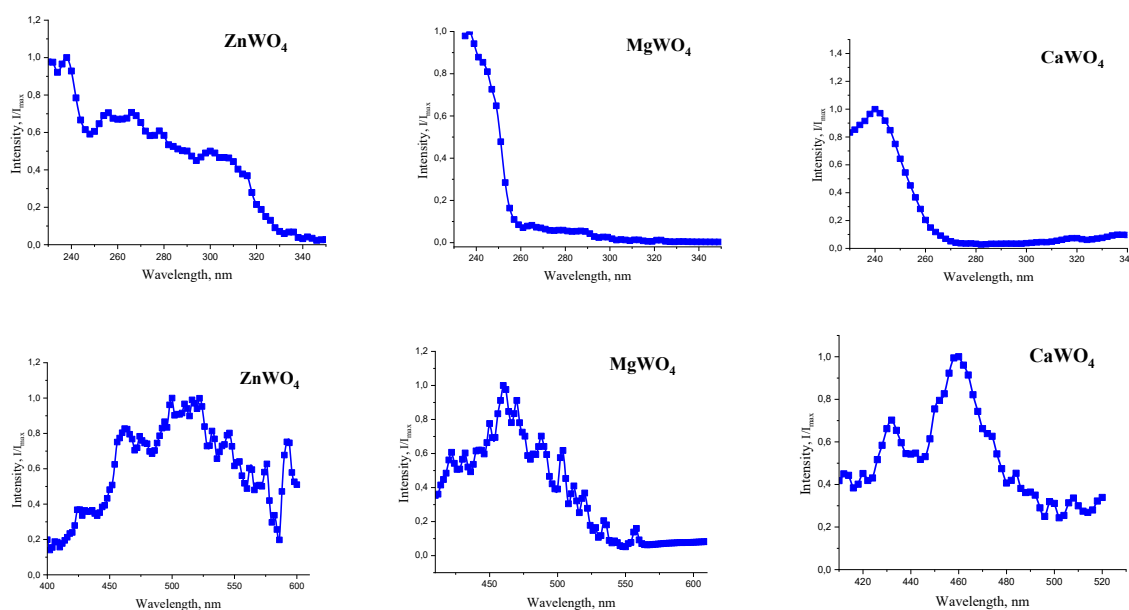 ZnWO4
Intensity, I/Imax
1,2
1,0
0,8
0,6
0,4
0,2
0,0
240 260 280 300 320 340
Wavelength, nm
MgWO4
Intensity, I/Imax
1,0
0,8
0,6
0,4
0,2
0,0
240 260 280 300 320 340
Wavelength, nm
CaWO4
Intensity, I/Imax
1,4
1,2
1,0
0,8
0,6
0,4
0,2
0,0
240 260 280 300 320 340
Wavelength, nm
ZnWO4
Intensity, I/Imax
1,2
1,0
0,8
0,6
0,4
0,2
0,0
400 450 500 550 600
Wavelength, nm
MgWO4
Intensity, I/Imax
1,2
1,0
0,8
0,6
0,4
0,2
0,0
450 500 550 600
Wavelength, nm
CaWO4
Intensity, I/Imax
1,0
0,8
0,6
0,4
0,2
0,0
420 440 460 480 500 520
Wavelength, nm